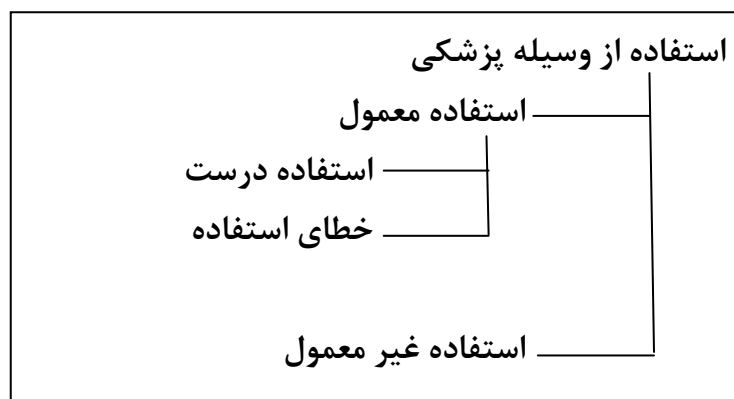 استفاده از وسیله پزشکی
استفاده معمول
استفاده درست
خطای استفاده
استفاده غیر معمول